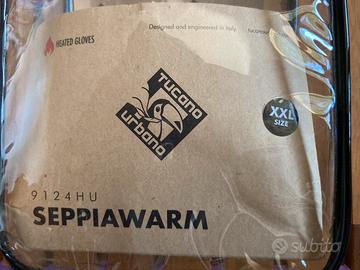 HEATED GLOVES
Designed and engineered in Italy
Tucano
urbano
XXL
SIZE
9124HU
SEPPIAWARM
subito